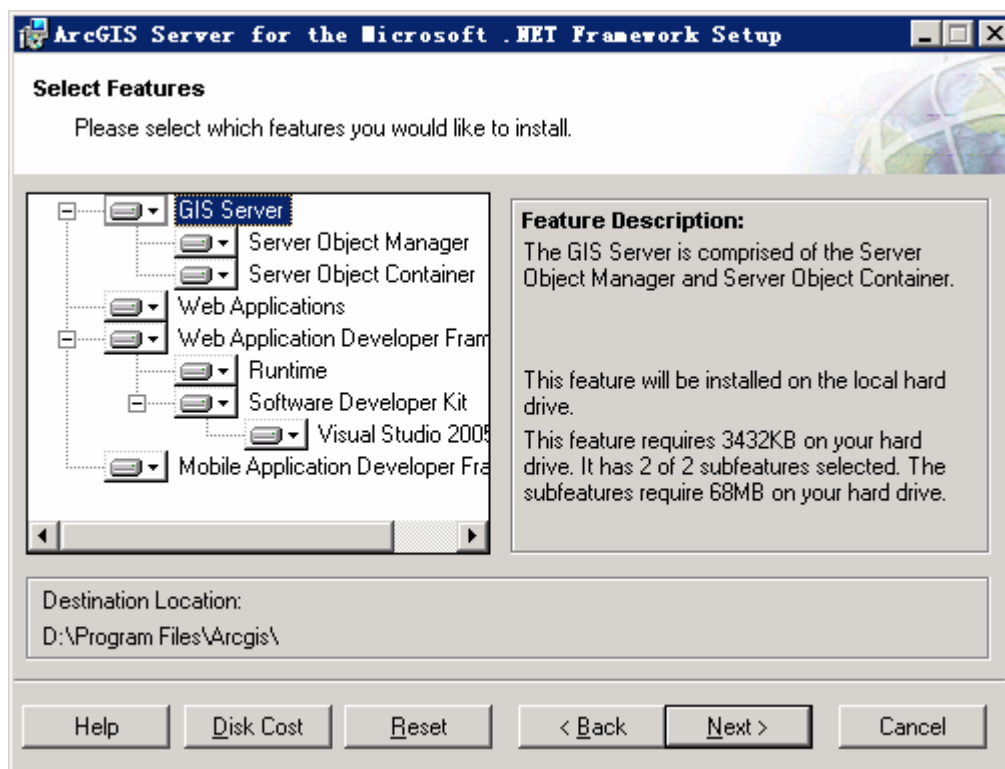 ArcGIS Server for the Microsoft .NET Framework Setup
Select Features
Please select which features you would like to install.
GIS Server
Server Object Manager
Server Object Container
Web Applications
Web Application Developer Fram
Runtime
Software Developer Kit
Visual Studio 2005
Mobile Application Developer Fra
Feature Description:
The GIS Server is comprised of the Server
Object Manager and Server Object Container.
This feature will be installed on the local hard
drive.
This feature requires 3432KB on your hard
drive. It has 2 of 2 subfeatures selected. The
subfeatures require 68MB on your hard drive.
Destination Location:
D:\Program Files\Arcgis\
Help
Disk Cost
Reset
< Back
Next >
Cancel